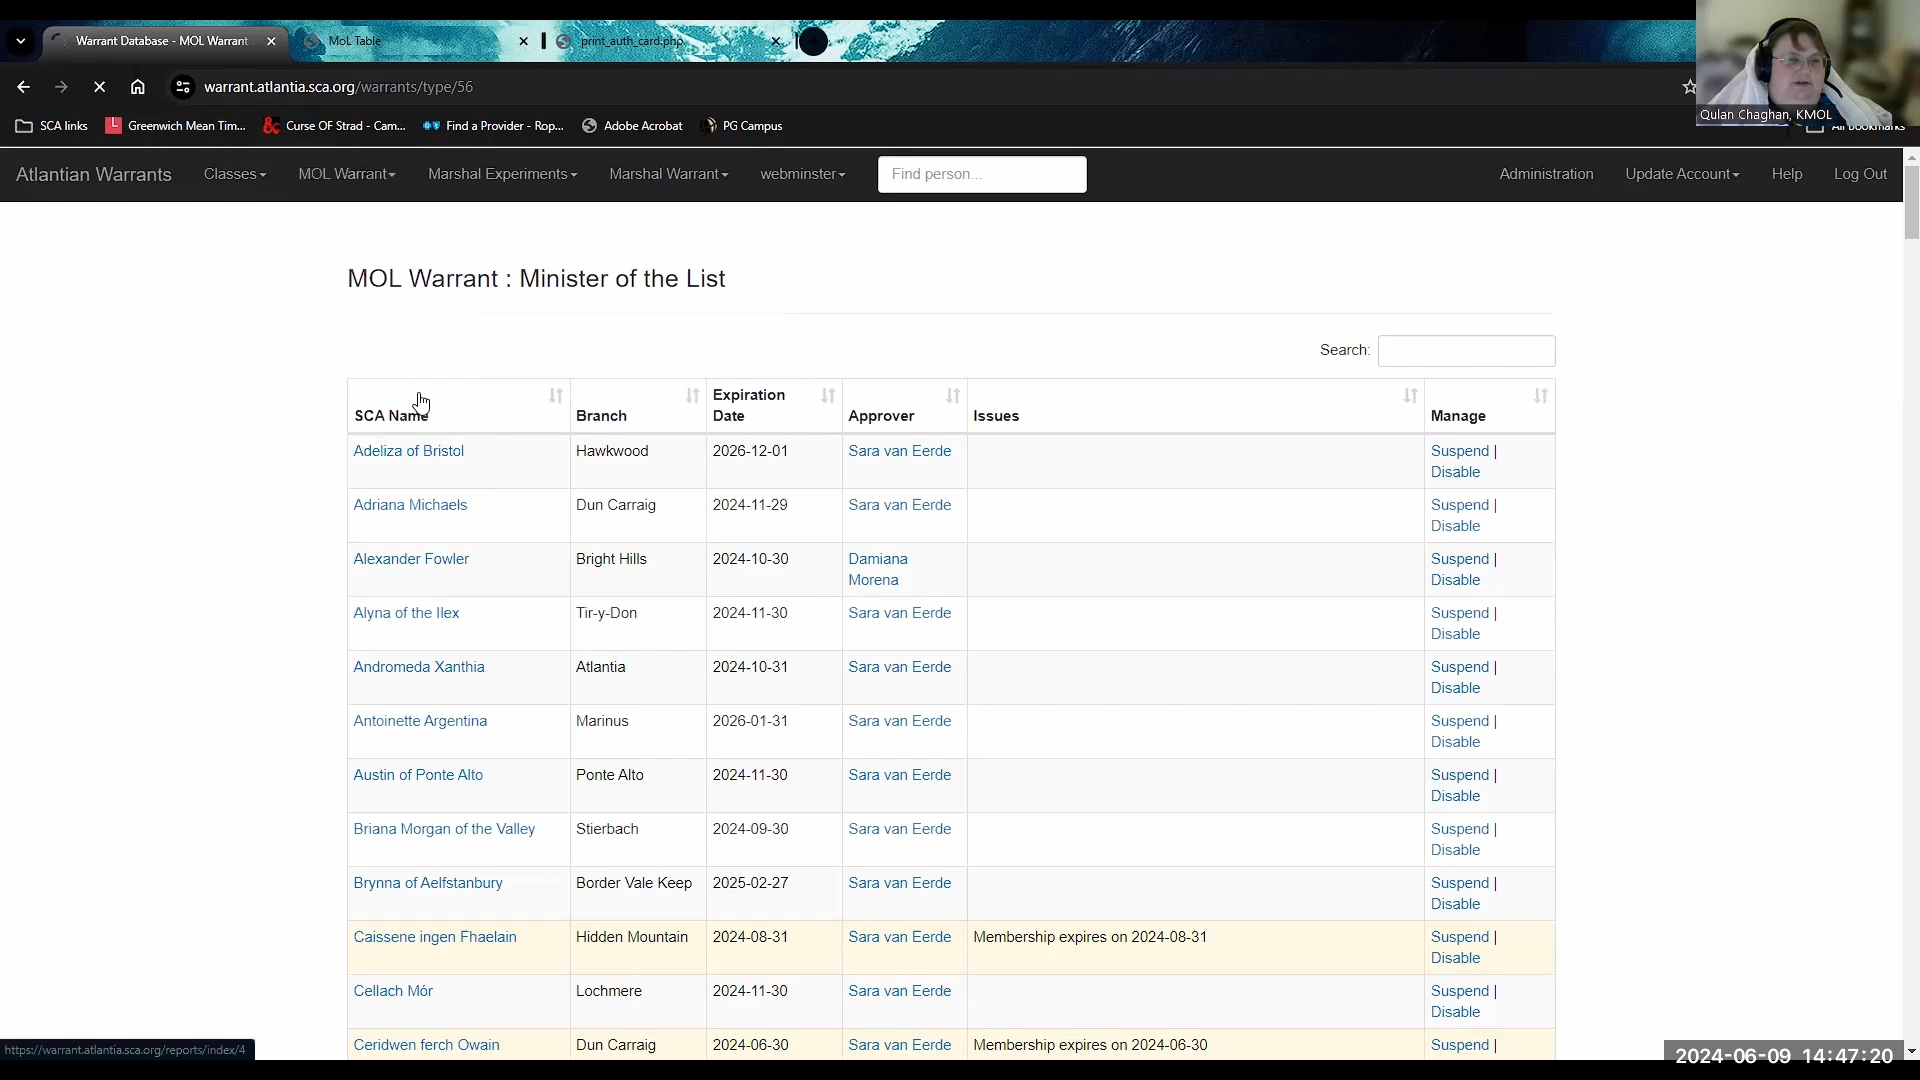 Warrant Database - MOL Warrant
MoL Table
print_auth_card.php
warrant.atlantia.sca.org/warrants/type/56
SCA links
Greenwich Mean Tim...
Curse OF Strad - Cam...
Find a Provider - Rop...
Adobe Acrobat
PG Campus
All Bookmarks
Qulan Chaghan, KMOL
Atlantian Warrants
Classes
MOL Warrant
Marshal Experiments
Marshal Warrant
webminster
Find person...
Administration
Update Account
Help
Log Out
MOL Warrant : Minister of the List
Search:
SCA Name
Branch
Expiration
Date
Approver
Issues
Manage
Adeliza of Bristol Hawkwood 2026-12-01 Sara van Eerde Suspend |
Disable
Adriana Michaels Dun Carraig 2024-11-29 Sara van Eerde Suspend |
Disable
Alexander Fowler Bright Hills 2024-10-30 Damiana Suspend |
Morena Disable
Alyna of the Ilex Tir-y-Don 2024-11-30 Sara van Eerde Suspend |
Disable
Andromeda Xanthia Atlantia 2024-10-31 Sara van Eerde Suspend |
Disable
Antoinette Argentina Marinus 2026-01-31 Sara van Eerde Suspend |
Disable
Austin of Ponte Alto Ponte Alto 2024-11-30 Sara van Eerde Suspend |
Disable
Briana Morgan of the Valley Stierbach 2024-09-30 Sara van Eerde Suspend |
Disable
Brynna of Aelfstanbury Border Vale Keep 2025-02-27 Sara van Eerde Suspend |
Disable
Caissene ingen Fhaelain Hidden Mountain 2024-08-31 Sara van Eerde Membership expires on 2024-08-31 Suspend |
Disable
Cellach Mór Lochmere 2024-11-30 Sara van Eerde Suspend |
Disable
Ceridwen ferch Owain Dun Carraig 2024-06-30 Sara van Eerde Membership expires on 2024-06-30 Suspend |
https://warrant.atlantia.sca.org/reports/index/4
2024-06-09 14:47:20